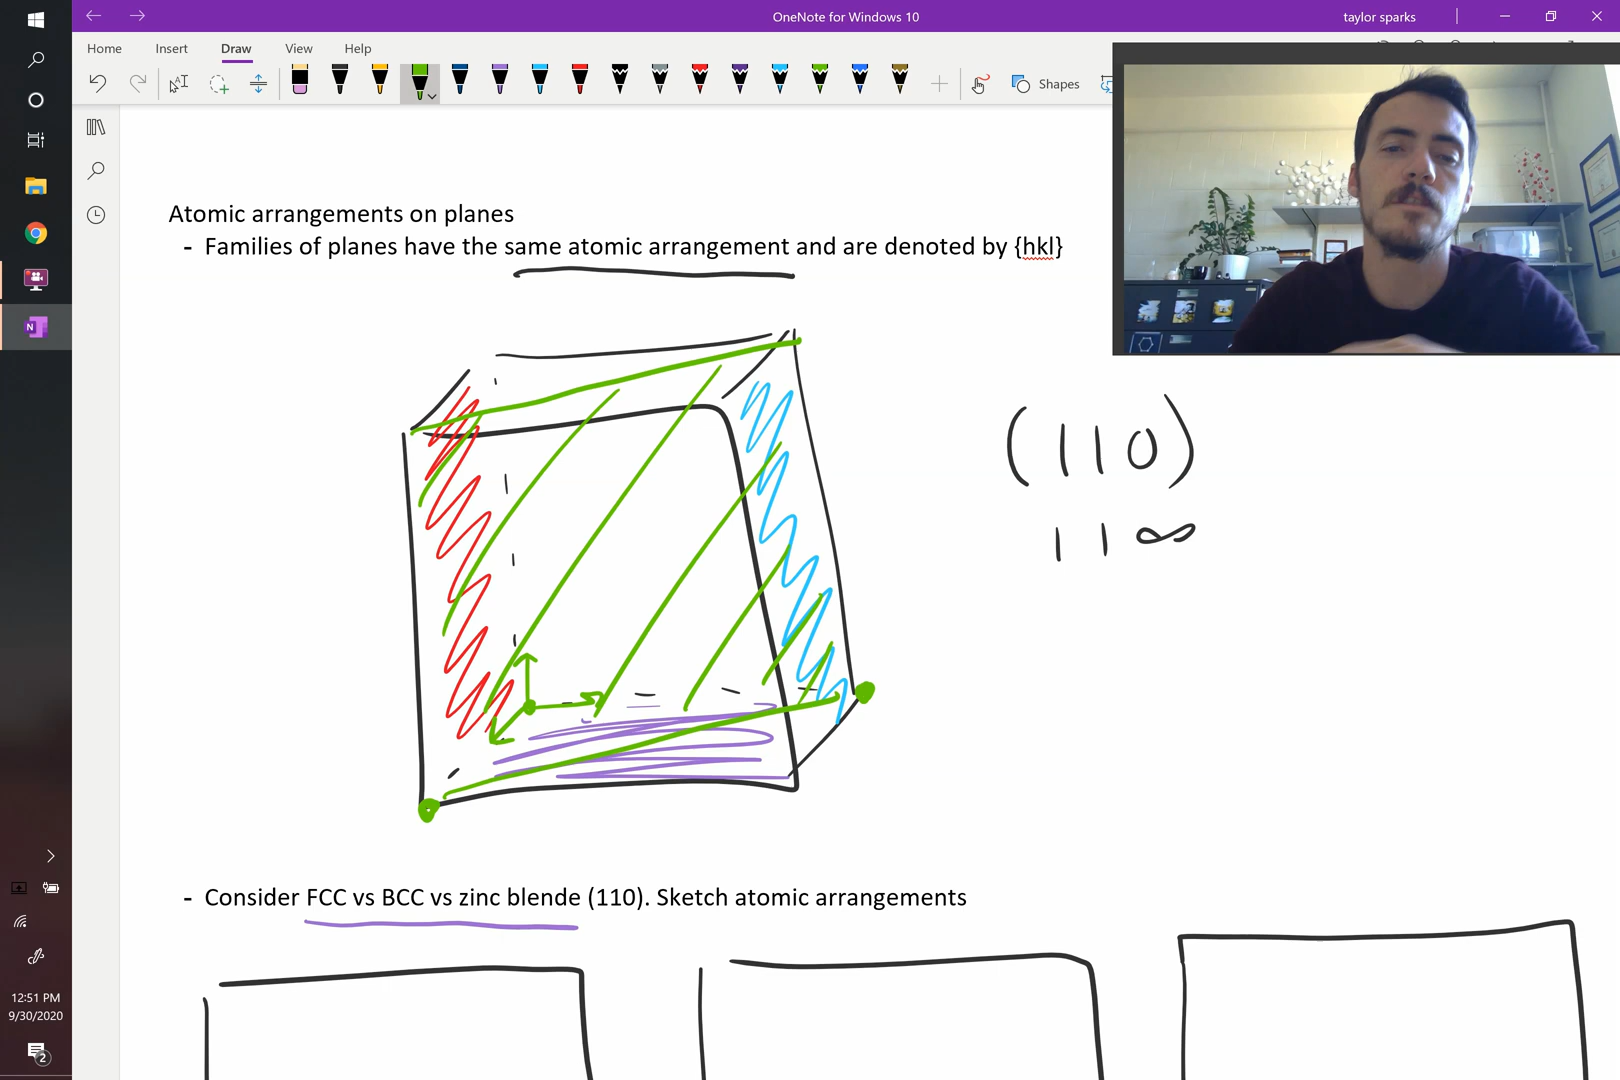 OneNote for Windows 10
taylor sparks
Home Insert Draw View Help
Shapes
Atomic arrangements on planes
- Families of planes have the same atomic arrangement and are denoted by {hkl}
(110)
1 1 ∞
- Consider FCC vs BCC vs zinc blende (110). Sketch atomic arrangements
12:51 PM
9/30/2020
2